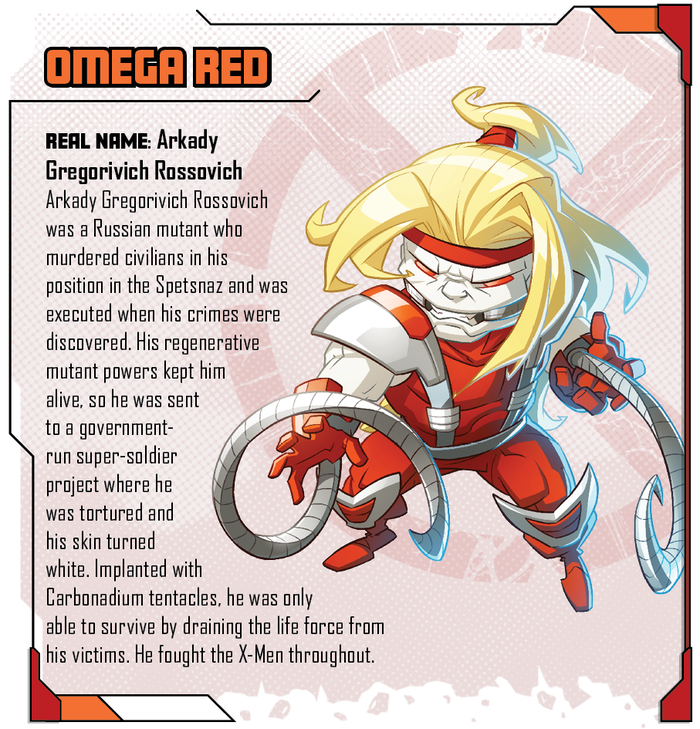 OMEGA RED
REAL NAME: Arkady
Gregorivich Rossovich
Arkady Gregorivich Rossovich
was a Russian mutant who
murdered civilians in his
position in the Spetsnaz and was
executed when his crimes were
discovered. His regenerative
mutant powers kept him
alive, so he was sent
to a government-
run super-soldier
project where he
was tortured and
his skin turned
white. Implanted with
Carbonadium tentacles, he was only
able to survive by draining the life force from
his victims. He fought the X-Men throughout.